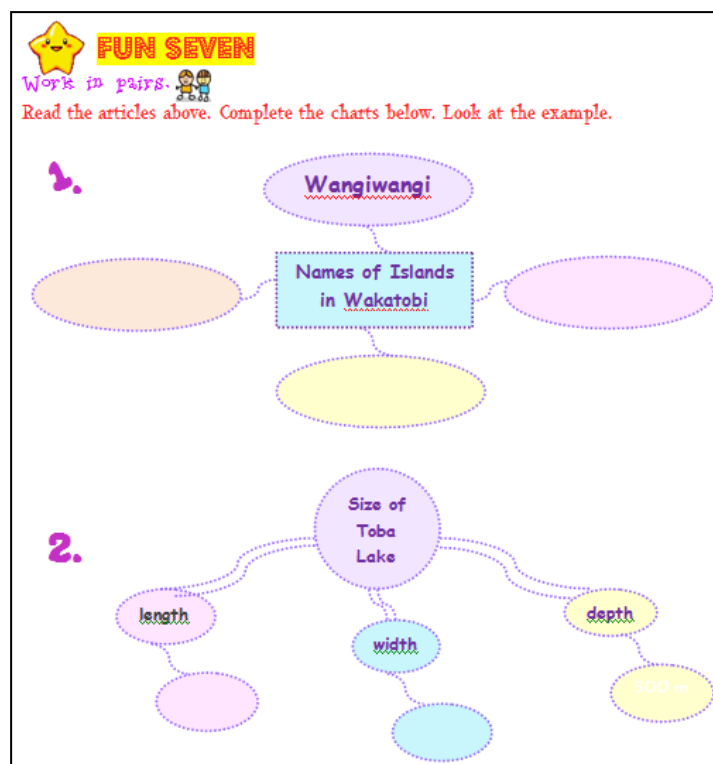 FUN SEVEN
Work in pairs.
Read the articles above. Complete the charts below. Look at the example.
1.
Wangiwangi
Names of Islands
in Wakatobi
2.
Size of
Toba
Lake
length
width
depth
500 m